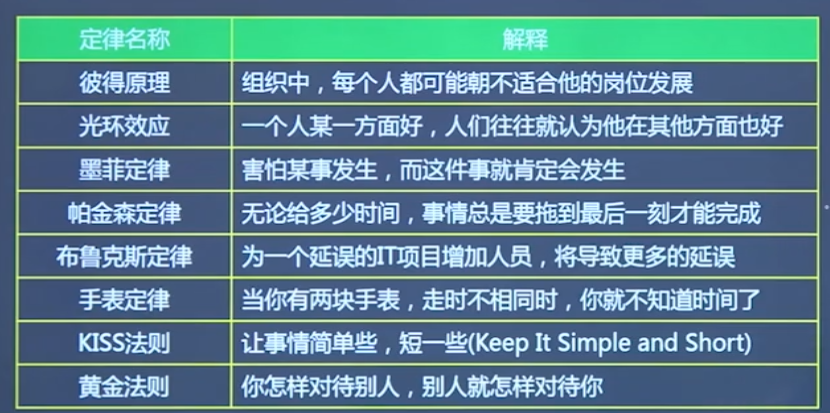 定律名称 解释
彼得原理 组织中，每个人都可能朝不适合他的岗位发展
光环效应 一个人某一方面好，人们往往就认为他在其他方面也好
墨菲定律 害怕某事发生，而这件事就肯定会发生
帕金森定律 无论给多少时间，事情总是要拖到最后一刻才能完成
布鲁克斯定律 为一个延误的IT项目增加人员，将导致更多的延误
手表定律 当你有两块手表，走时不相同时，你就不知道时间了
KISS法则 让事情简单些，短一些(Keep It Simple and Short)
黄金法则 你怎样对待别人，别人就怎样对待你